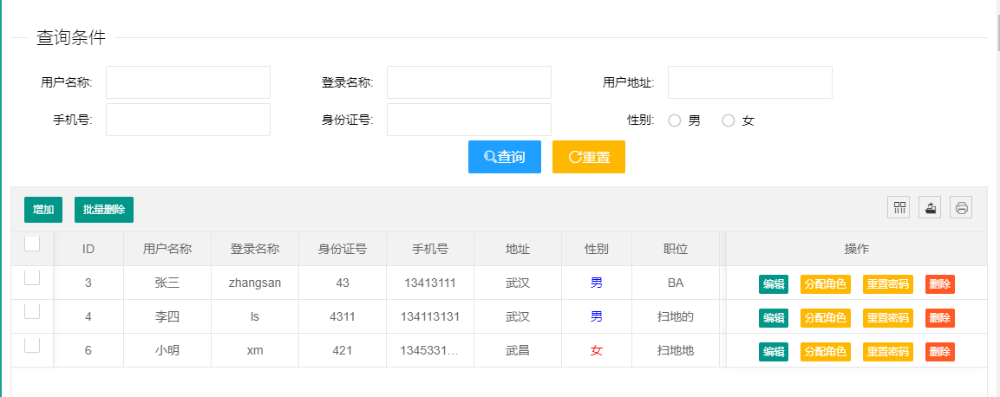 查询条件
用户名称: 登录名称: 用户地址:
手机号: 身份证号: 性别: 男 女
查询 重置
增加 批量删除
ID 用户名称 登录名称 身份证号 手机号 地址 性别 职位 操作
3 张三 zhangsan 43 13413111 武汉 男 BA 编辑 分配角色 重置密码 删除
4 李四 ls 4311 134113131 武汉 男 扫地的 编辑 分配角色 重置密码 删除
6 小明 xm 421 1345331... 武昌 女 扫地地 编辑 分配角色 重置密码 删除